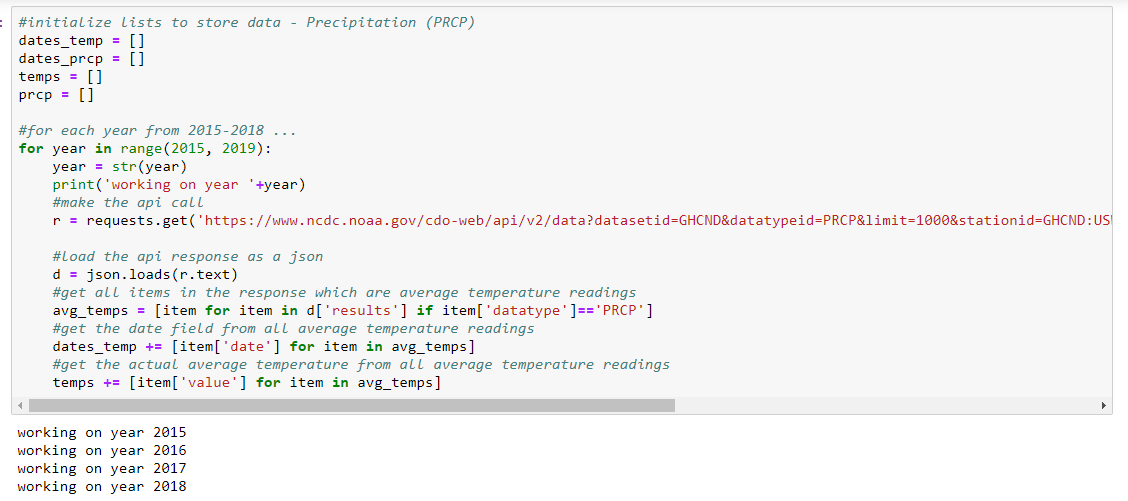 #initialize lists to store data - Precipitation (PRCP)
dates_temp = []
dates_prcp = []
temps = []
prcp = []
#for each year from 2015-2018 ...
for year in range(2015, 2019):
    year = str(year)
    print('working on year '+year)
    #make the api call
    r = requests.get('https://www.ncdc.noaa.gov/cdo-web/api/v2/data?datasetid=GHCND&datatypeid=PRCP&limit=1000&stationid=GHCND:US
    #load the api response as a json
    d = json.loads(r.text)
    #get all items in the response which are average temperature readings
    avg_temps = [item for item in d['results'] if item['datatype']=='PRCP']
    #get the date field from all average temperature readings
    dates_temp += [item['date'] for item in avg_temps]
    #get the actual average temperature from all average temperature readings
    temps += [item['value'] for item in avg_temps]
working on year 2015
working on year 2016
working on year 2017
working on year 2018